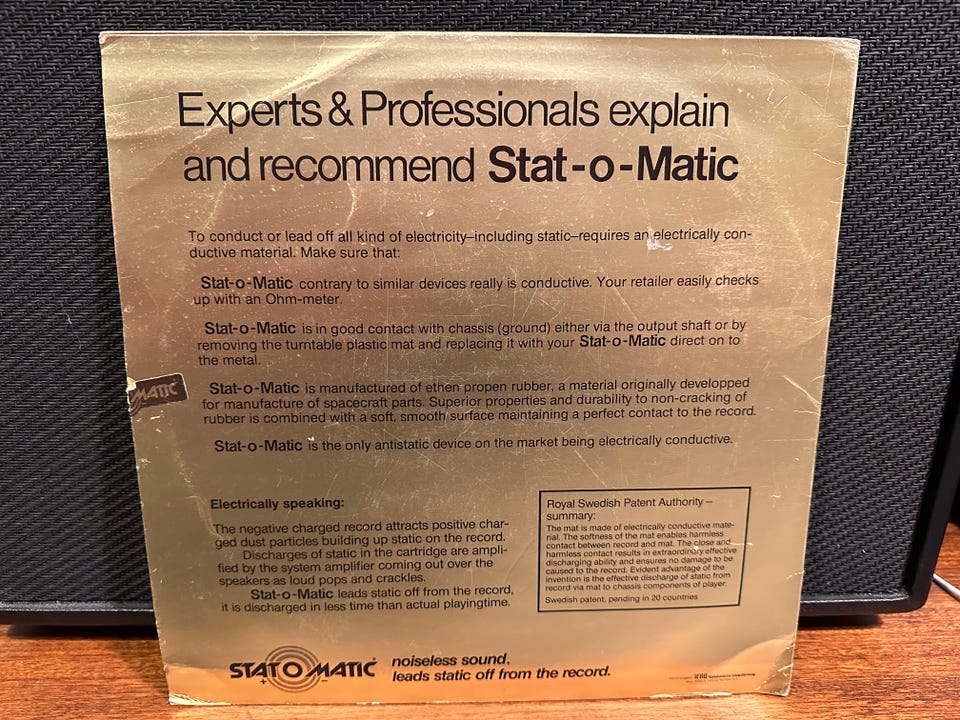 Experts & Professionals explain
and recommend Stat-o-Matic
To conduct or lead off all kind of electricity–including static–requires an electrically con-
ductive material. Make sure that:
Stat-o-Matic contrary to similar devices really is conductive. Your retailer easily checks
up with an Ohm-meter.
Stat-o-Matic is in good contact with chassis (ground) either via the output shaft or by
removing the turntable plastic mat and replacing it with your Stat-o-Matic direct on to
the metal.
MATIC
Stat-o-Matic is manufactured of ethen propen rubber, a material originally developped
for manufacture of spacecraft parts. Superior properties and durability to non-cracking of
rubber is combined with a soft, smooth surface maintaining a perfect contact to the record.
Stat-o-Matic is the only antistatic device on the market being electrically conductive.
Electrically speaking:
The negative charged record attracts positive char-
ged dust particles building up static on the record.
Discharges of static in the cartridge are ampli-
fied by the system amplifier coming out over the
speakers as loud pops and crackles.
Stat-o-Matic leads static off from the record,
it is discharged in less time than actual playingtime.
Royal Swedish Patent Authority –
summary:
The mat is made of electrically conductive mate-
rial. The softness of the mat enables harmless
contact between record and mat. The close and
harmless contact results in extraordinary effective
discharging ability and ensures no damage to be
caused to the record. Evident advantage of the
invention is the effective discharge of static from
record via mat to chassis components of player.
Swedish patent, pending in 20 countries
STATOMATIC
+ –
noiseless sound,
leads static off from the record.